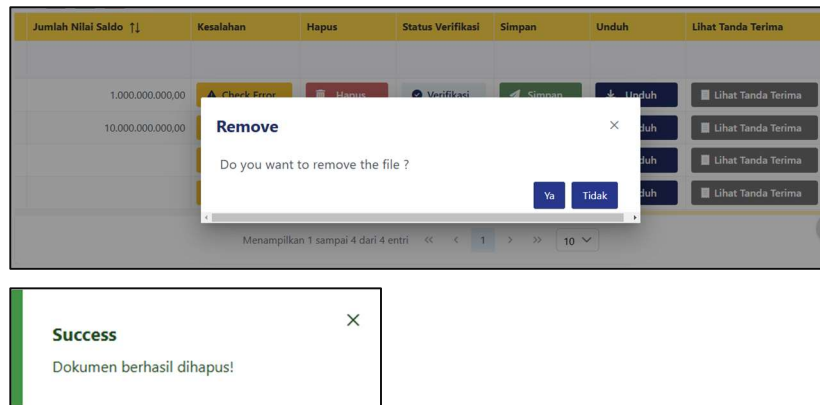 Jumlah Nilai Saldo Kesalahan Hapus Status Verifikasi Simpan Unduh Lihat Tanda Terima
1.000.000.000,00 Check Error Hapus Verifikasi Simpan Unduh Lihat Tanda Terima
10.000.000.000,00 duh Lihat Tanda Terima
duh Lihat Tanda Terima
duh Lihat Tanda Terima
Remove
Do you want to remove the file ?
Ya Tidak
Menampilkan 1 sampai 4 dari 4 entri << < 1 > >> 10
Success
Dokumen berhasil dihapus!